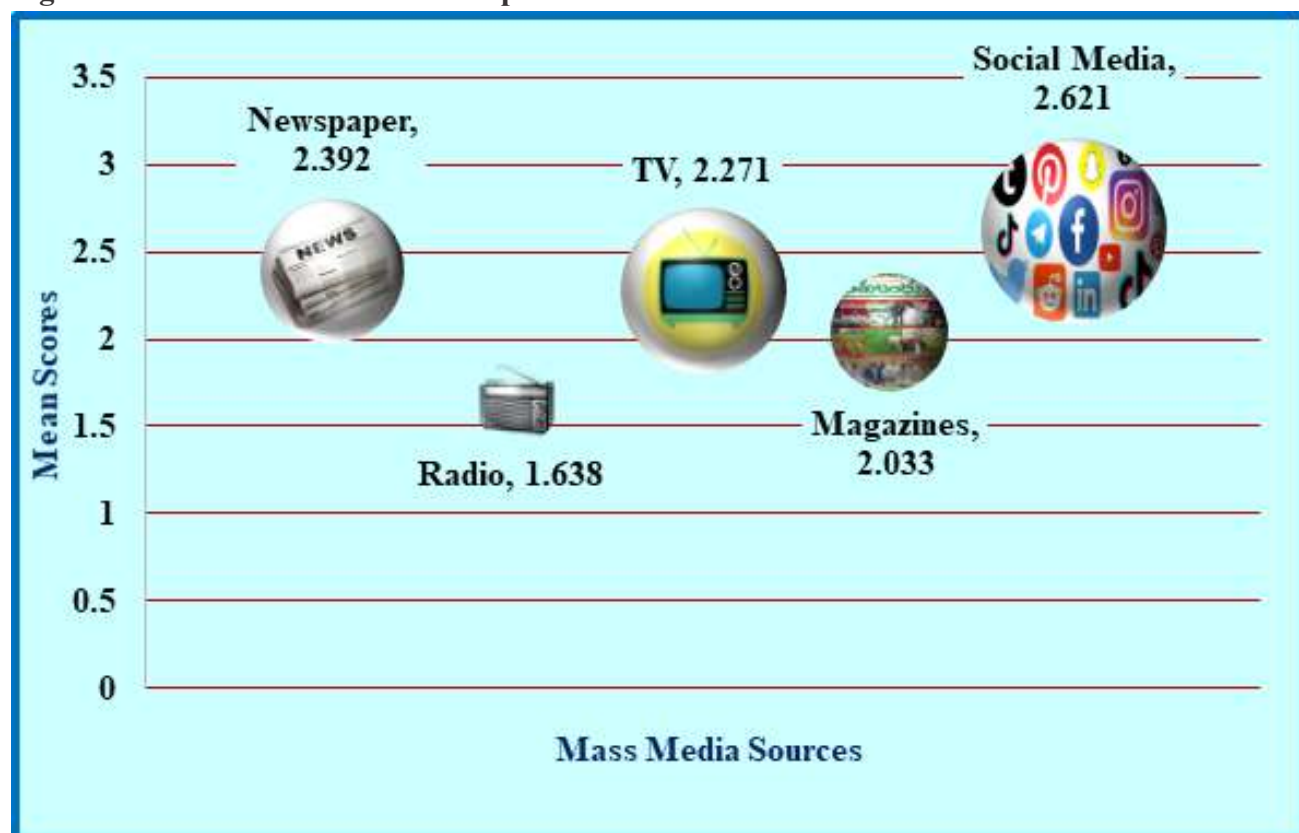 3.5
3
2.5
2
1.5
1
0.5
0
Mean Scores
Newspaper,
2.392
NEWS
Radio, 1.638
TV, 2.271
Magazines,
2.033
Social Media,
2.621
Mass Media Sources